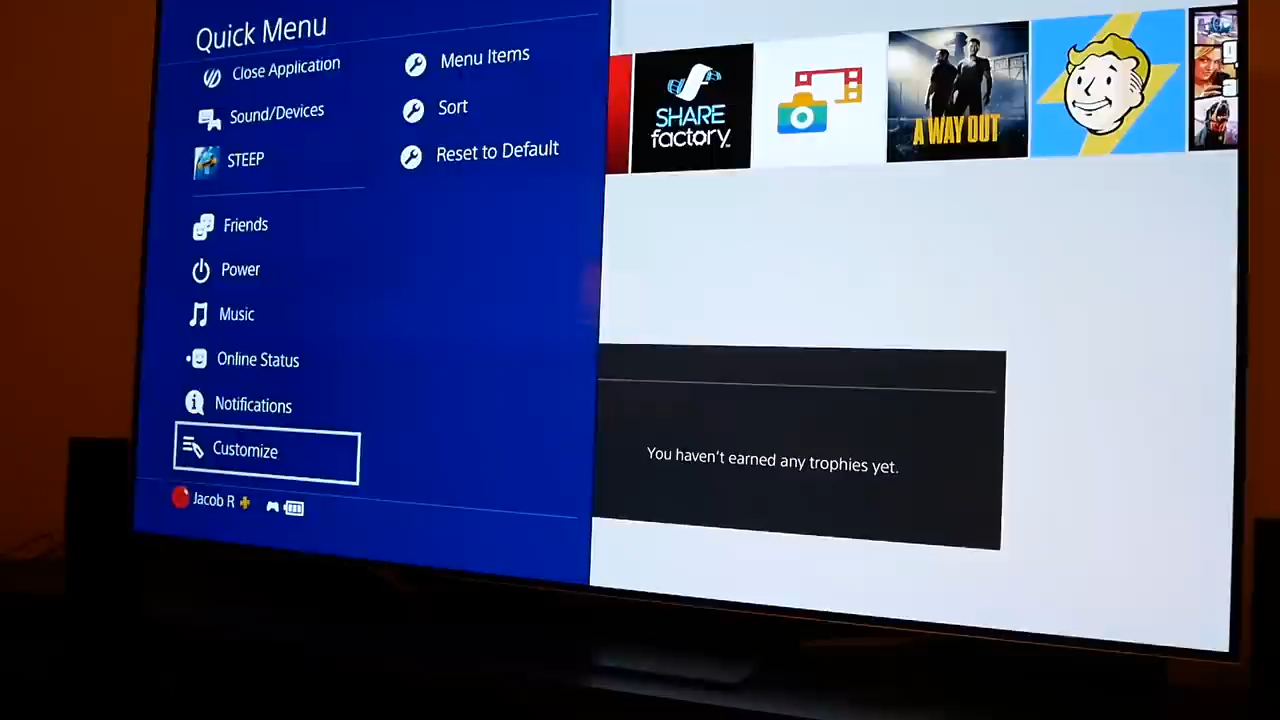 Quick Menu
Close Application
Sound/Devices
STEEP
Friends
Power
Music
Online Status
Notifications
Customize
Jacob R
Menu Items
Sort
Reset to Default
SHARE
factory™
A WAY OUT
You haven't earned any trophies yet.